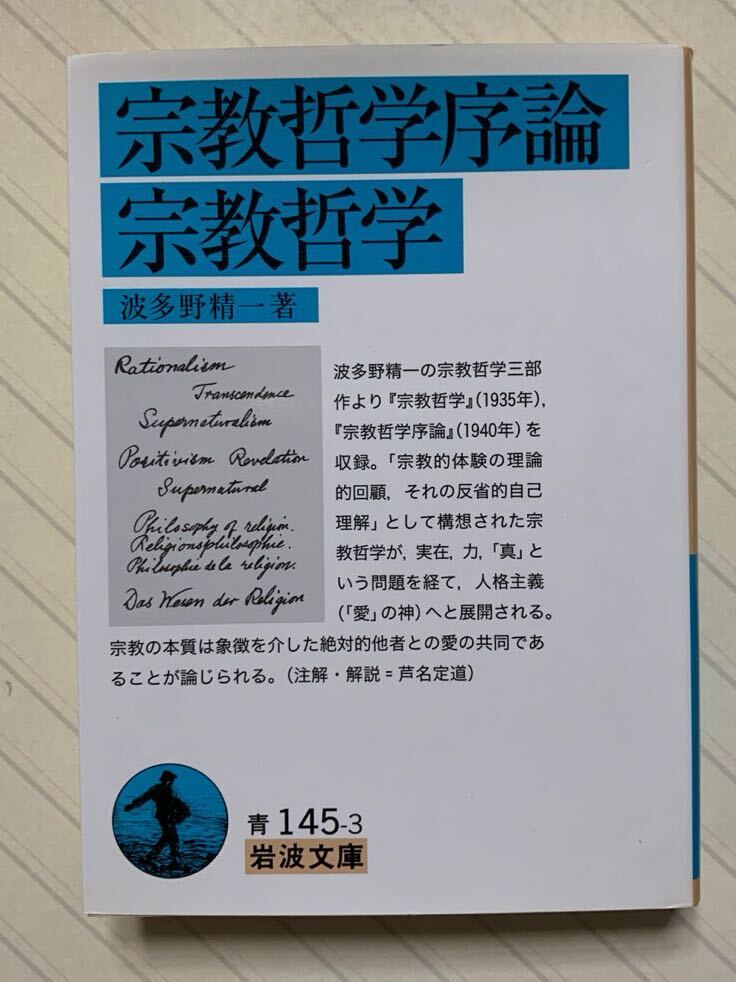 宗教哲学序論
宗教哲学
波多野精一著
Rationalism
Transcendence
Supernaturalism
Positivism Revelation
Supernatural
Philosophy of religion.
Religionsphilosophie.
Philosophie de la religion.
Das Wesen der Religion
波多野精一の宗教哲学三部
作より『宗教哲学』(1935年),
『宗教哲学序論』(1940年)を
収録。「宗教的体験の理論
的回顧，それの反省的自己
理解」として構想された宗
教哲学が，実在，力，「真」と
いう問題を経て，人格主義
(「愛」の神)へと展開される。
宗教の本質は象徴を介した絶対的他者との愛の共同であ
ることが論じられる。(注解・解説=芦名定道)
青 145-3
岩波文庫